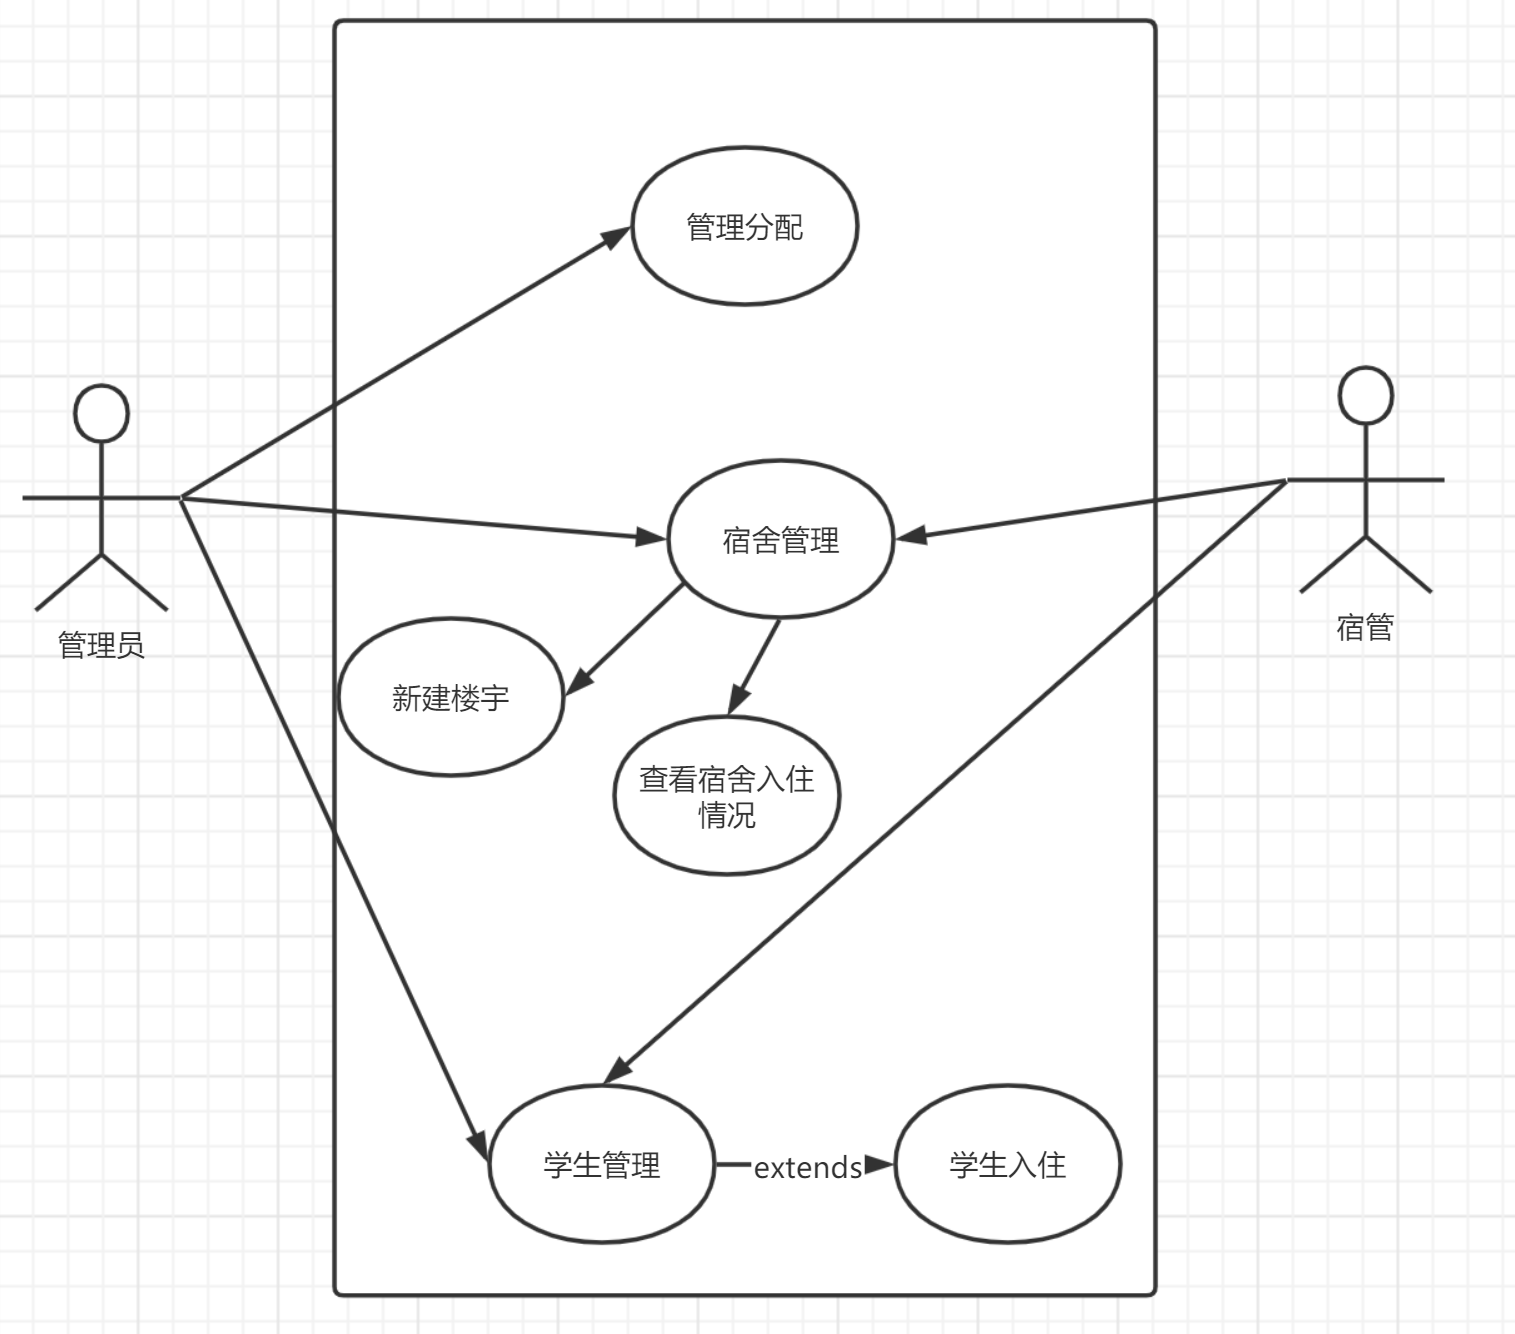 管理分配
宿舍管理
管理员
宿管
新建楼宇
查看宿舍入住
情况
学生管理
extends
学生入住